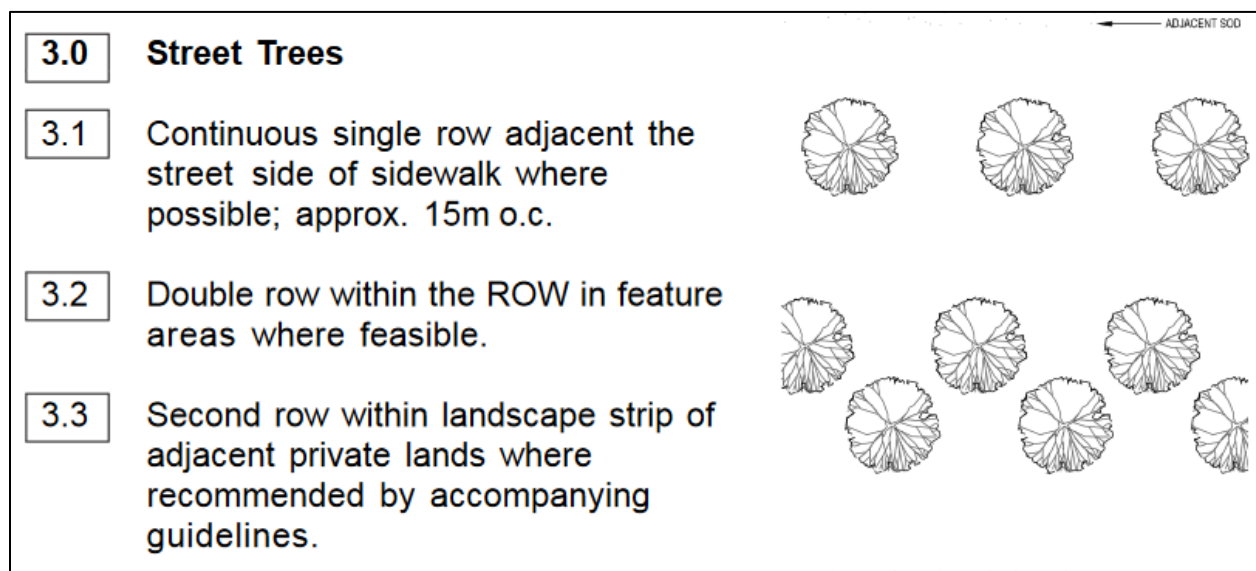 3.0 Street Trees
ADJACENT SOD
3.1 Continuous single row adjacent the
street side of sidewalk where
possible; approx. 15m o.c.
3.2 Double row within the ROW in feature
areas where feasible.
3.3 Second row within landscape strip of
adjacent private lands where
recommended by accompanying
guidelines.